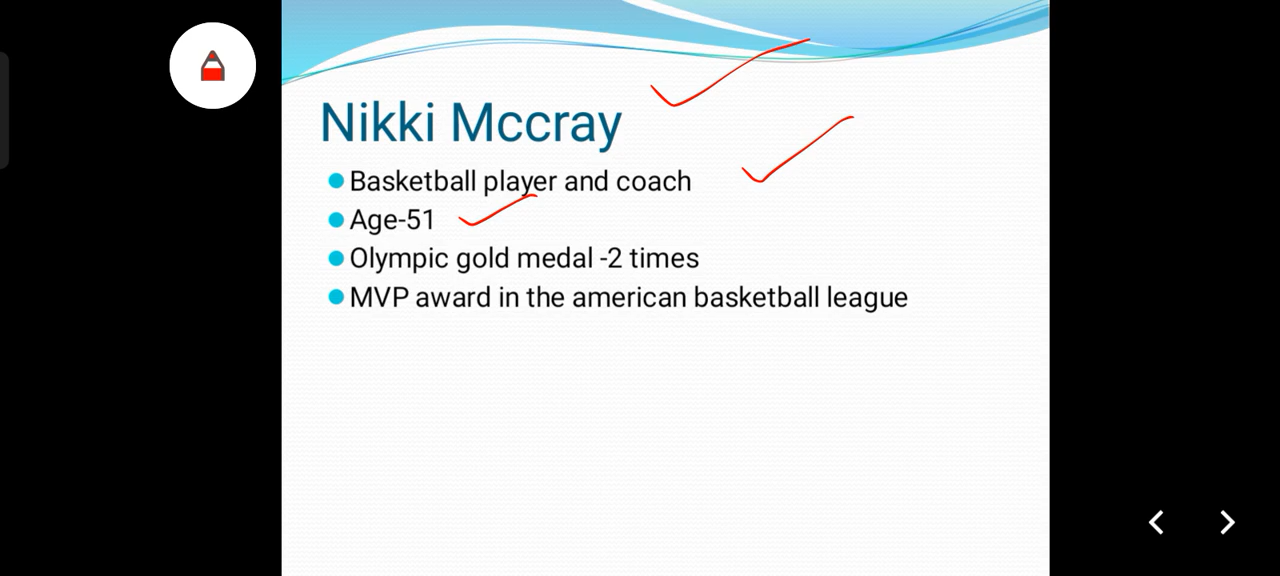 Nikki Mccray
Basketball player and coach
Age-51
Olympic gold medal -2 times
MVP award in the american basketball league